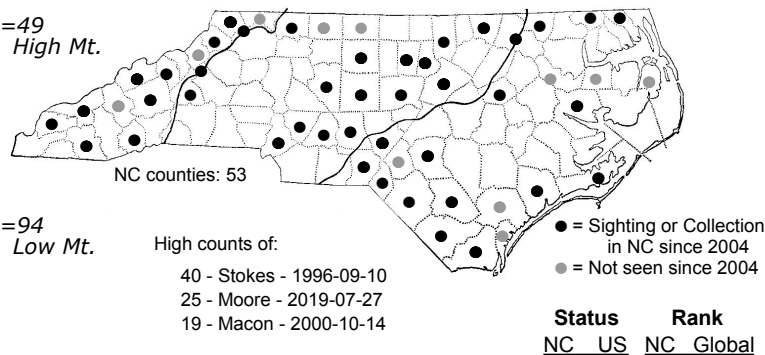 =49
High Mt.
NC counties: 53
=94
Low Mt.
High counts of:
40 - Stokes - 1996-09-10
25 - Moore - 2019-07-27
19 - Macon - 2000-10-14
= Sighting or Collection
in NC since 2004
= Not seen since 2004
Status Rank
NC US NC Global